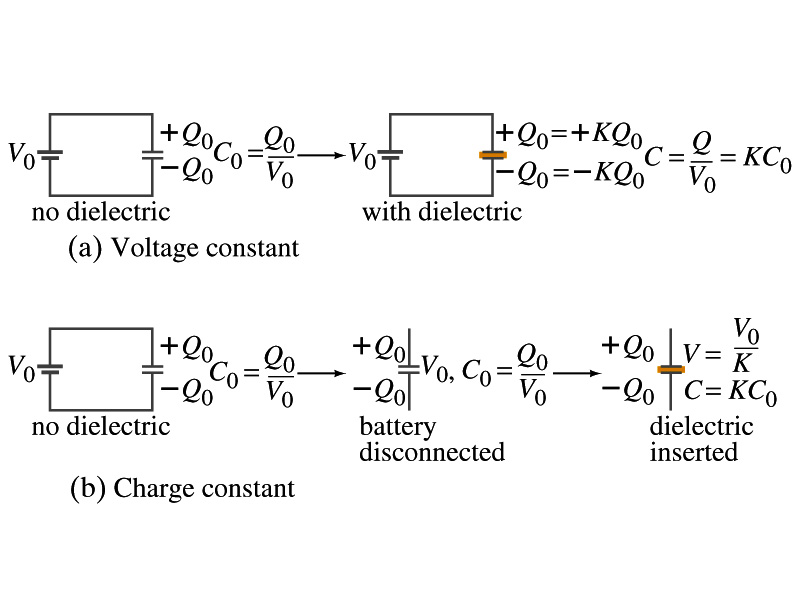 V₀ +Q₀ −Q₀ C₀ = Q₀/V₀ V₀ +Q₀ = +KQ₀ −Q₀ = −KQ₀ C = Q/V₀ = KC₀
no dielectric with dielectric
(a) Voltage constant
V₀ +Q₀ −Q₀ C₀ = Q₀/V₀ +Q₀ −Q₀ V₀, C₀ = Q₀/V₀ +Q₀ −Q₀ V = V₀/K C = KC₀
no dielectric battery dielectric
disconnected inserted
(b) Charge constant